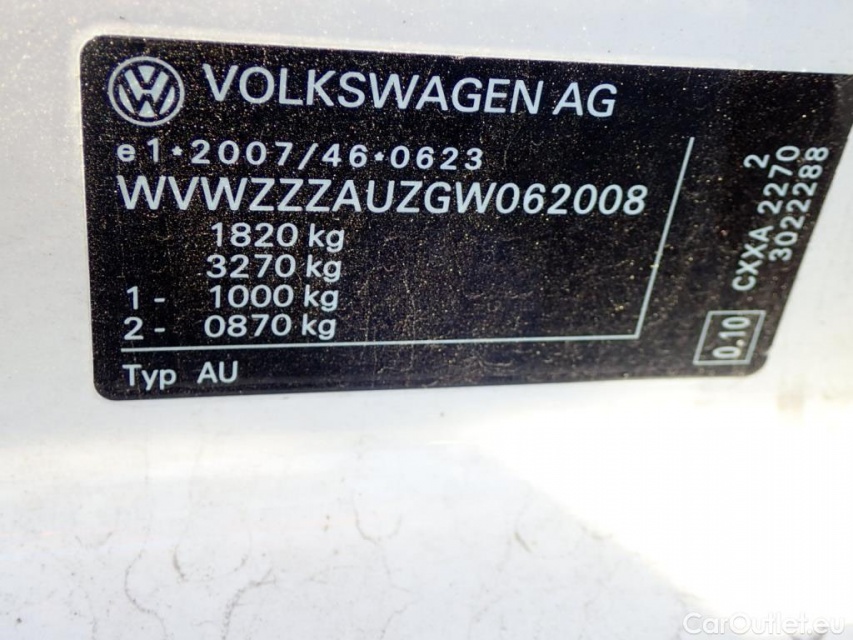 VOLKSWAGEN AG
e1*2007/46*0623
WVWZZZAUZGW062008
1820 kg
3270 kg
1- 1000 kg
2- 0870 kg
Typ AU
2
CXXA 2270
3022288
0.10
CarOutlet.eu